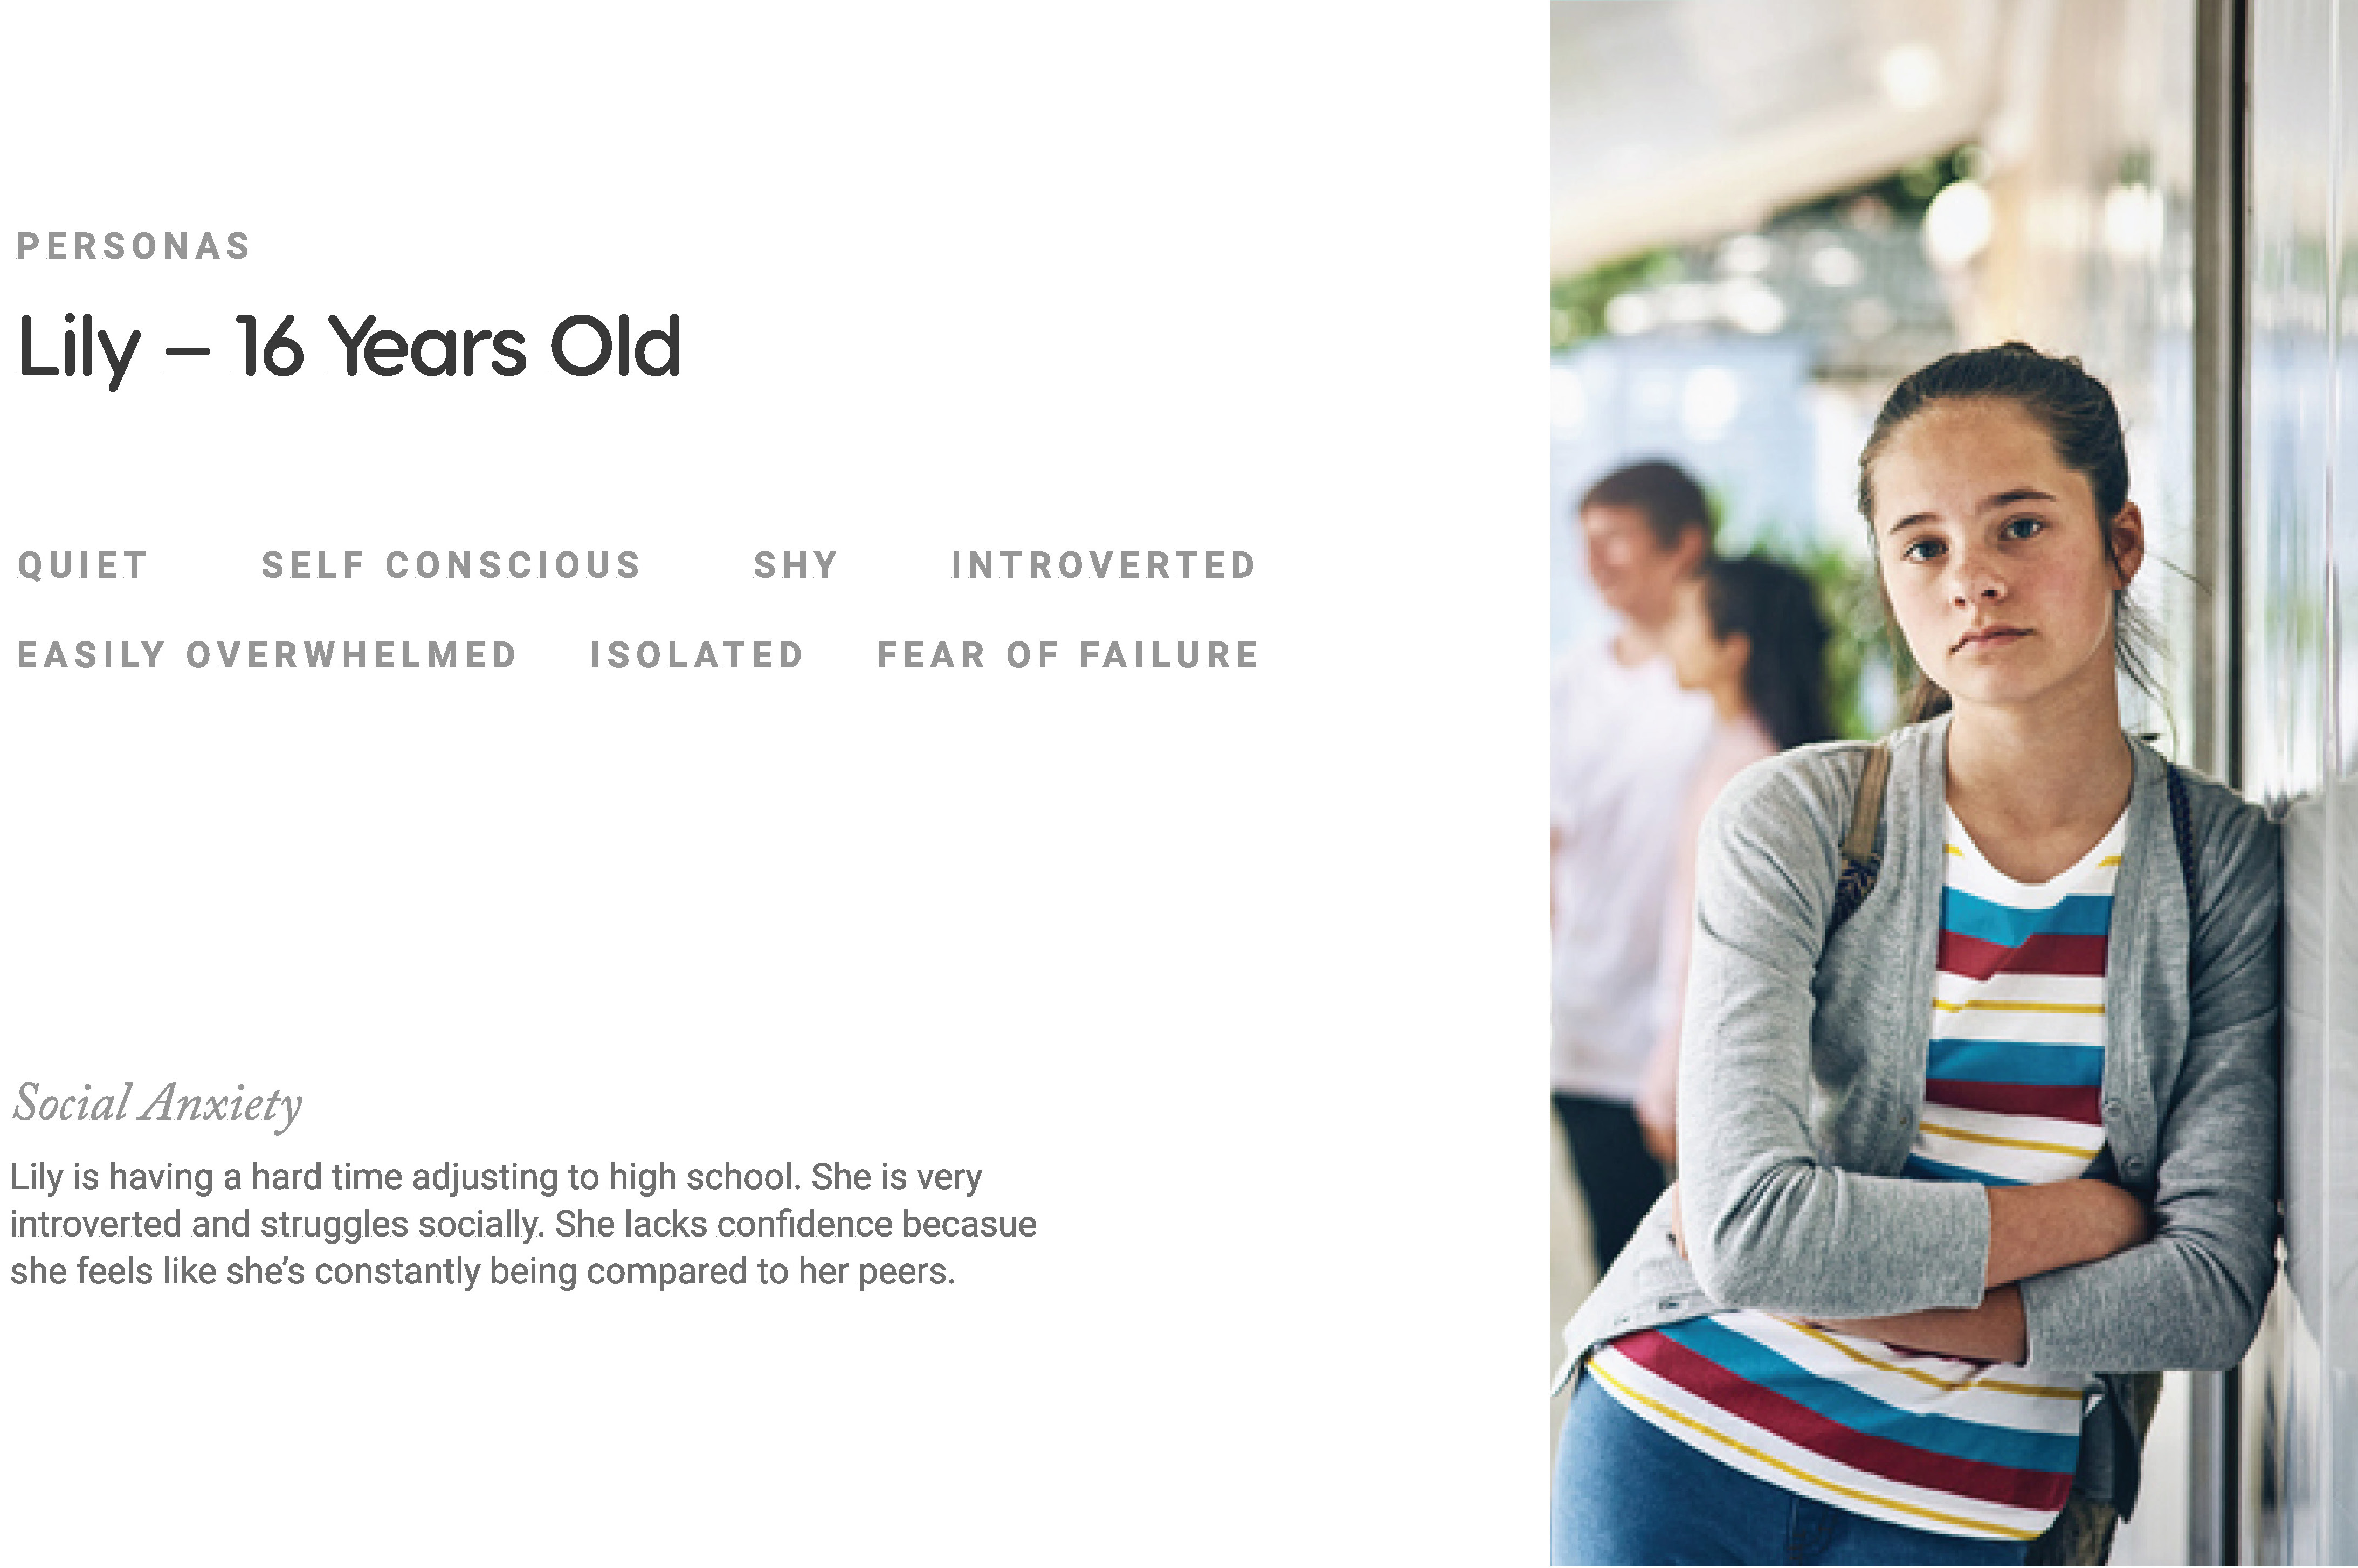 PERSONAS
Lily – 16 Years Old
QUIET SELF CONSCIOUS SHY INTROVERTED
EASILY OVERWHELMED ISOLATED FEAR OF FAILURE
Social Anxiety
Lily is having a hard time adjusting to high school. She is very
introverted and struggles socially. She lacks confidence becasue
she feels like she’s constantly being compared to her peers.